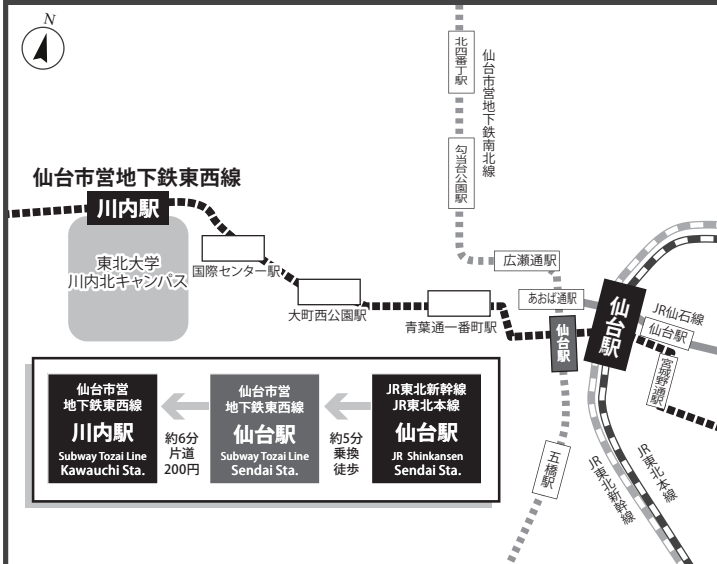 N
北四番丁駅
仙台市営地下鉄南北線
勾当台公園駅
仙台市営地下鉄東西線
川内駅
東北大学
川内北キャンパス
国際センター駅
大町西公園駅
青葉通一番町駅
広瀬通駅
あおば通駅
仙台駅
仙台駅
JR仙石線
仙台駅
宮城野通駅
五橋駅
JR東北新幹線
JR東北本線
仙台市営
地下鉄東西線
川内駅
Subway Tozai Line
Kawauchi Sta.
約6分
片道
200円
仙台市営
地下鉄東西線
仙台駅
Subway Tozai Line
Sendai Sta.
約5分
乗換
徒歩
JR東北新幹線
JR東北本線
仙台駅
JR Shinkansen
Sendai Sta.